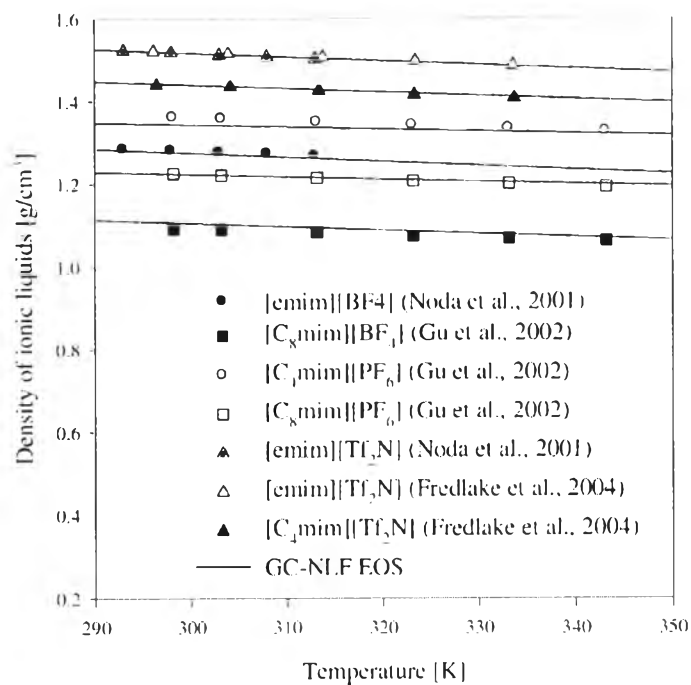 1.6
1.4
1.2
1.0
0.8
0.6
0.4
0.2
Density of ionic liquids [g/cm³]
[emim][BF4] (Noda et al., 2001)
[C₈mim][BF₄] (Gu et al., 2002)
[C₄mim][PF₆] (Gu et al., 2002)
[C₈mim][PF₆] (Gu et al., 2002)
[emim][Tf₂N] (Noda et al., 2001)
[emim][Tf₂N] (Fredlake et al., 2004)
[C₄mim][Tf₂N] (Fredlake et al., 2004)
GC-NLF EOS
290 300 310 320 330 340 350
Temperature [K]